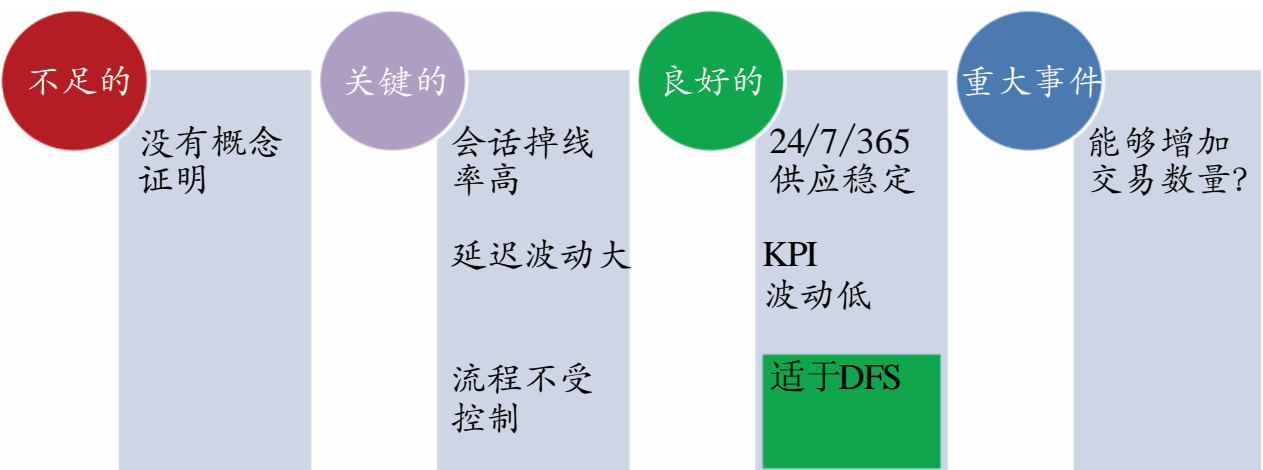 不足的
没有概念
证明
关键的
会话掉线
率高
延迟波动大
流程不受
控制
良好的
24/7/365
供应稳定
KPI
波动低
适于DFS
重大事件
能够增加
交易数量?